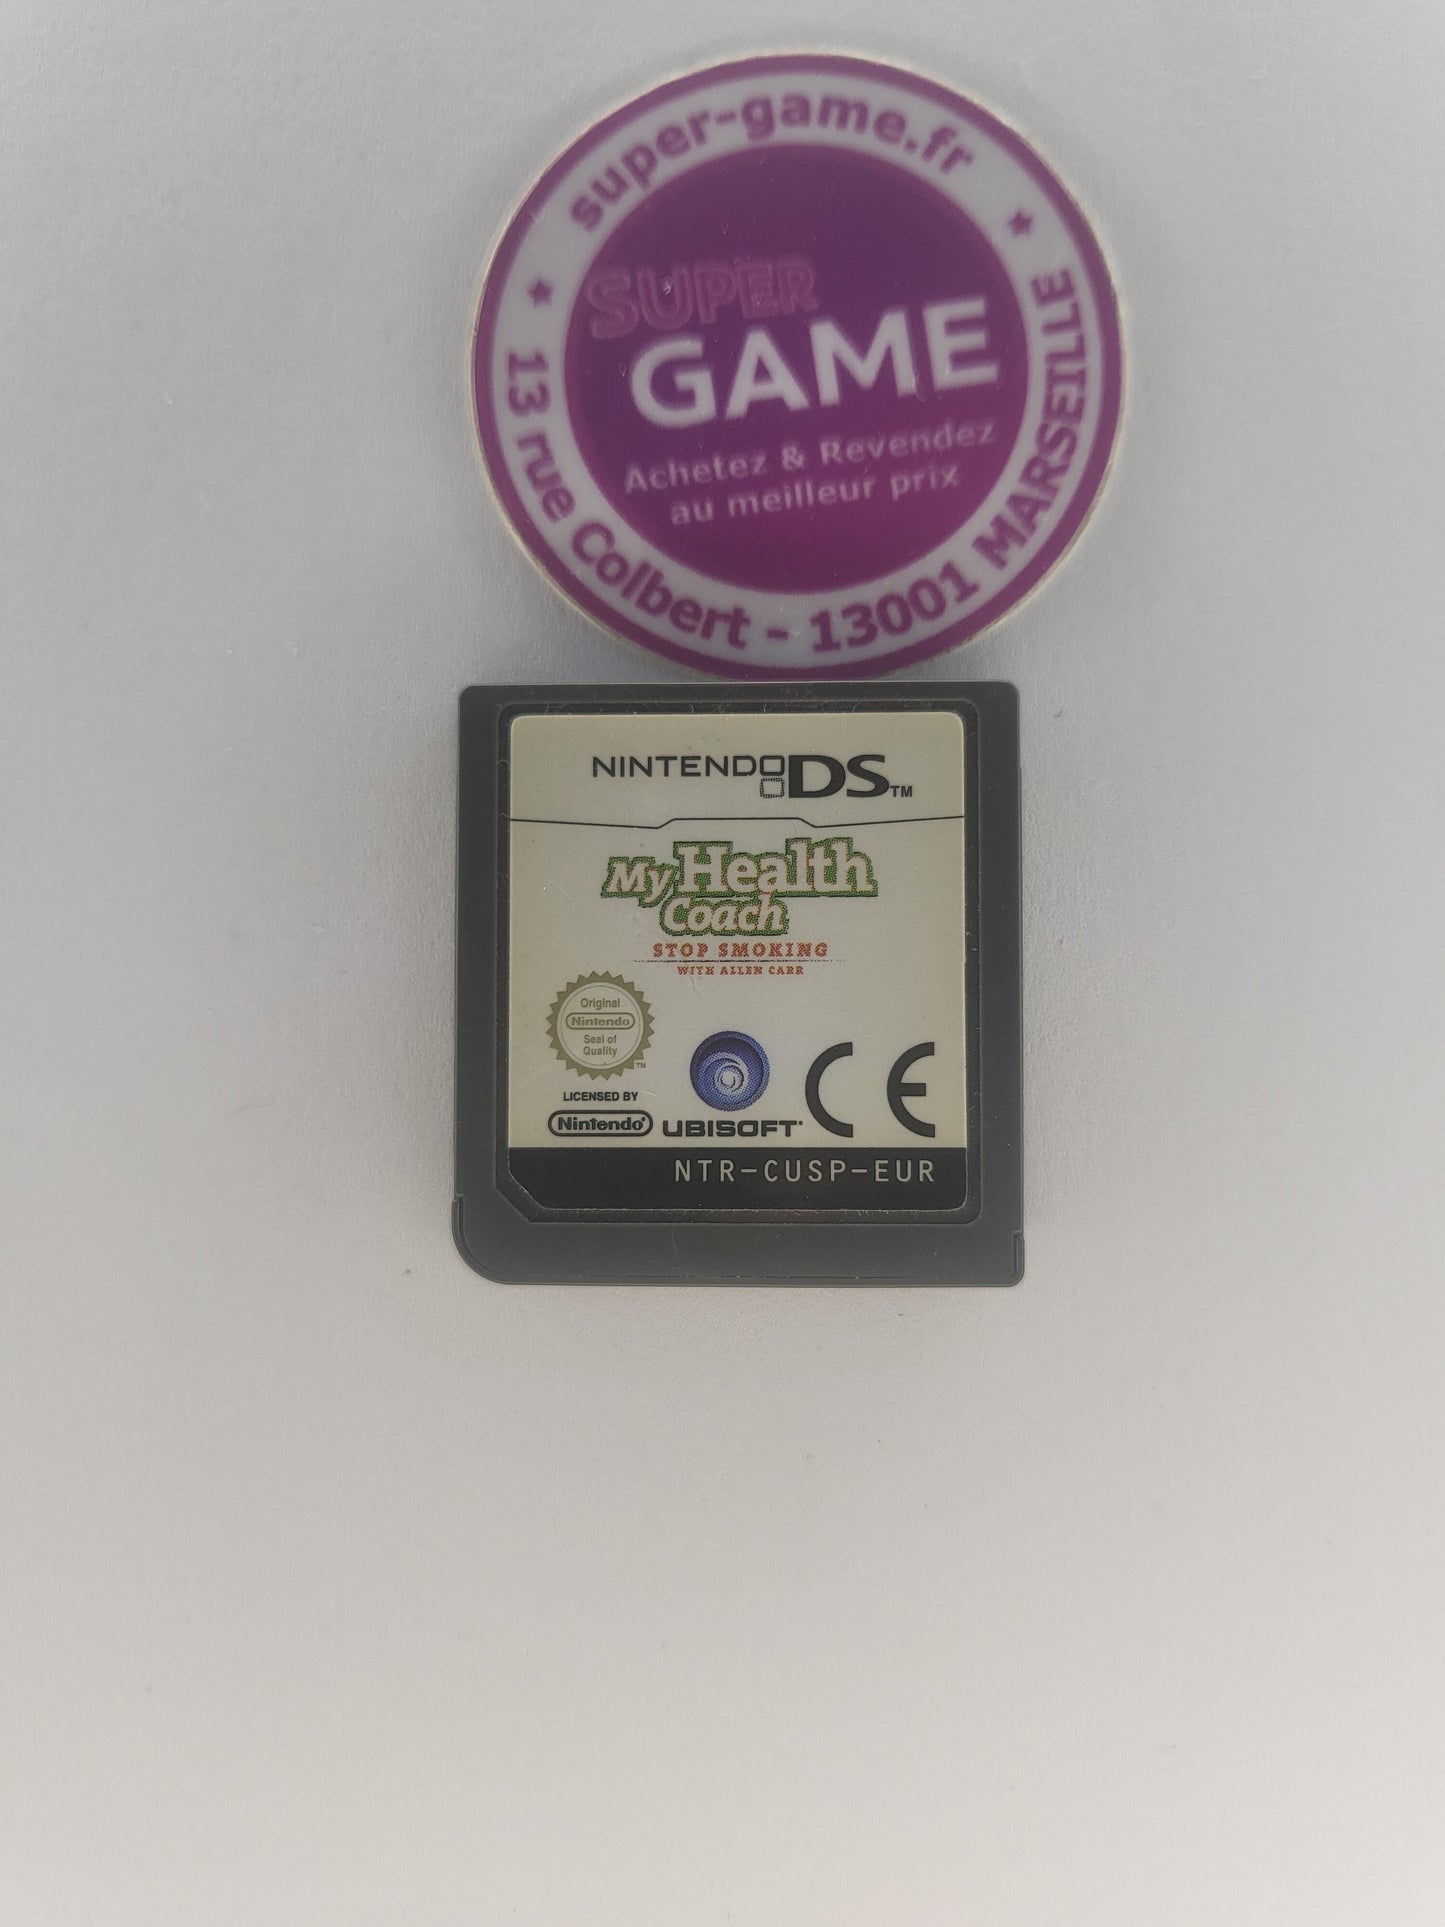 super-game.fr
SUPER
GAME
Achetez & Revendez
au meilleur prix
13 rue Colbert - 13001 MARSEILLE
NINTENDO DS TM
My Health
Coach
STOP SMOKING
WITH ALLEN CARR
Original
Nintendo
Seal of
Quality
TM
LICENSED BY
Nintendo®
UBISOFT
CE
NTR-CUSP-EUR